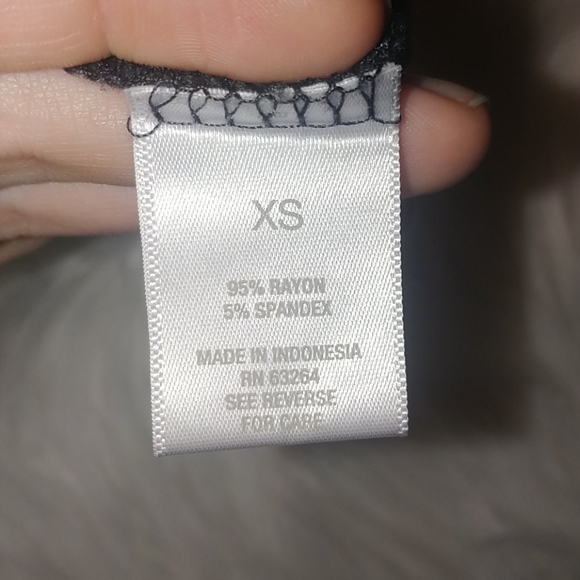 XS
95% RAYON
5% SPANDEX
MADE IN INDONESIA
RN 63264
SEE REVERSE
FOR CARE